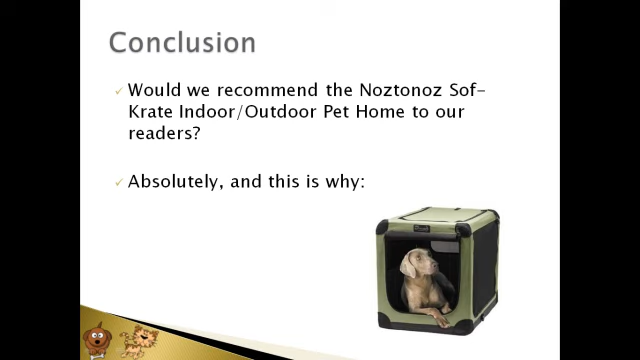 Conclusion
Would we recommend the Noztonoz Sof-
Krate Indoor/Outdoor Pet Home to our
readers?
Absolutely, and this is why: